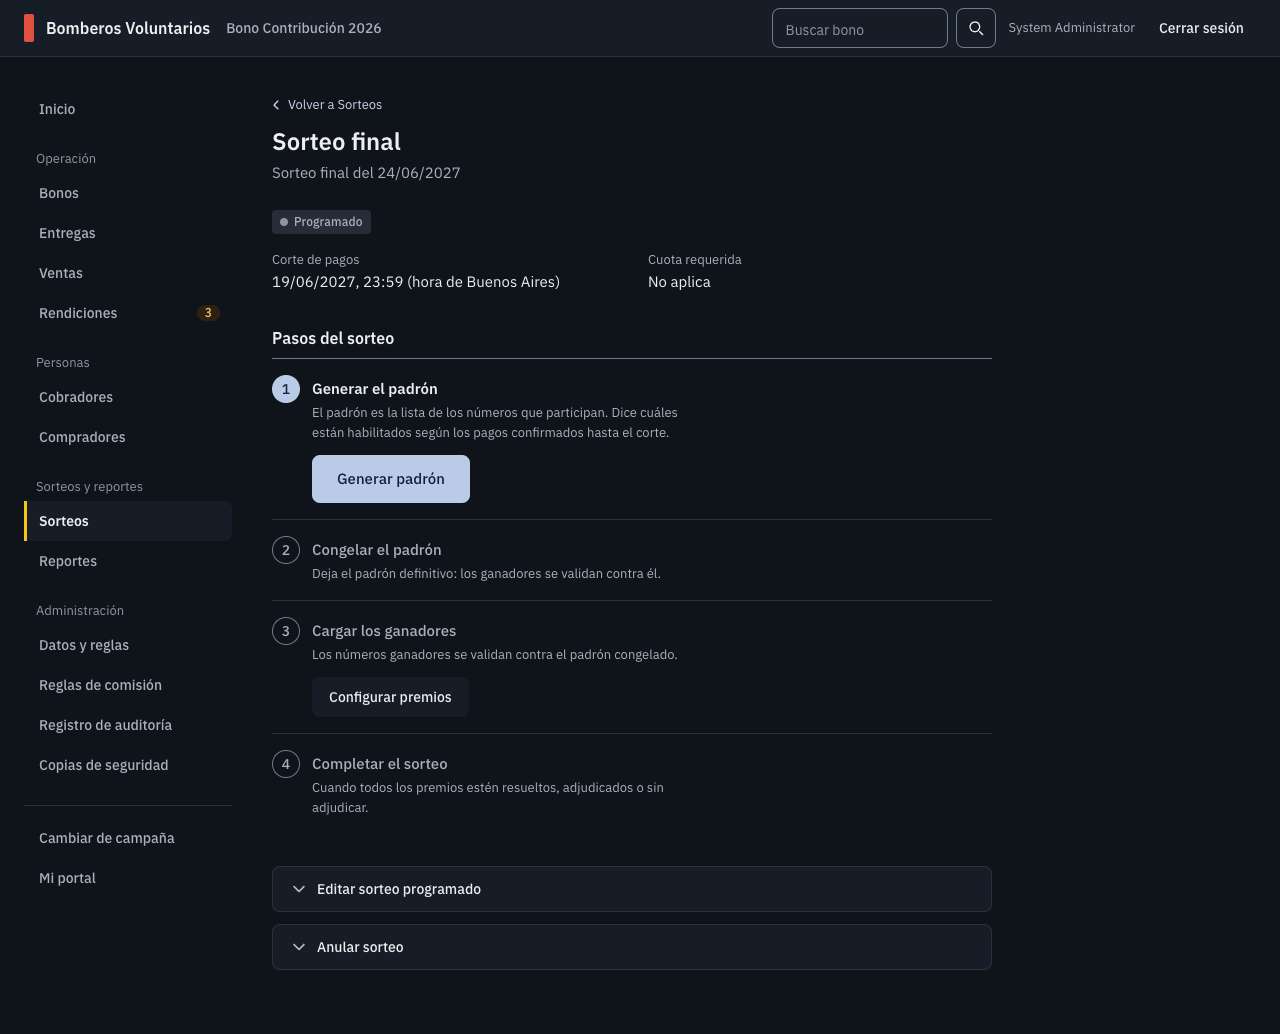 Bomberos Voluntarios
Bono Contribución 2026
Buscar bono
System Administrator
Cerrar sesión
Inicio
Operación
Bonos
Entregas
Ventas
Rendiciones 3
Personas
Cobradores
Compradores
Sorteos y reportes
Sorteos
Reportes
Administración
Datos y reglas
Reglas de comisión
Registro de auditoría
Copias de seguridad
Cambiar de campaña
Mi portal
Volver a Sorteos
Sorteo final
Sorteo final del 24/06/2027
Programado
Corte de pagos
19/06/2027, 23:59 (hora de Buenos Aires)
Cuota requerida
No aplica
Pasos del sorteo
1 Generar el padrón
El padrón es la lista de los números que participan. Dice cuáles
están habilitados según los pagos confirmados hasta el corte.
Generar padrón
2 Congelar el padrón
Deja el padrón definitivo: los ganadores se validan contra él.
3 Cargar los ganadores
Los números ganadores se validan contra el padrón congelado.
Configurar premios
4 Completar el sorteo
Cuando todos los premios estén resueltos, adjudicados o sin
adjudicar.
Editar sorteo programado
Anular sorteo